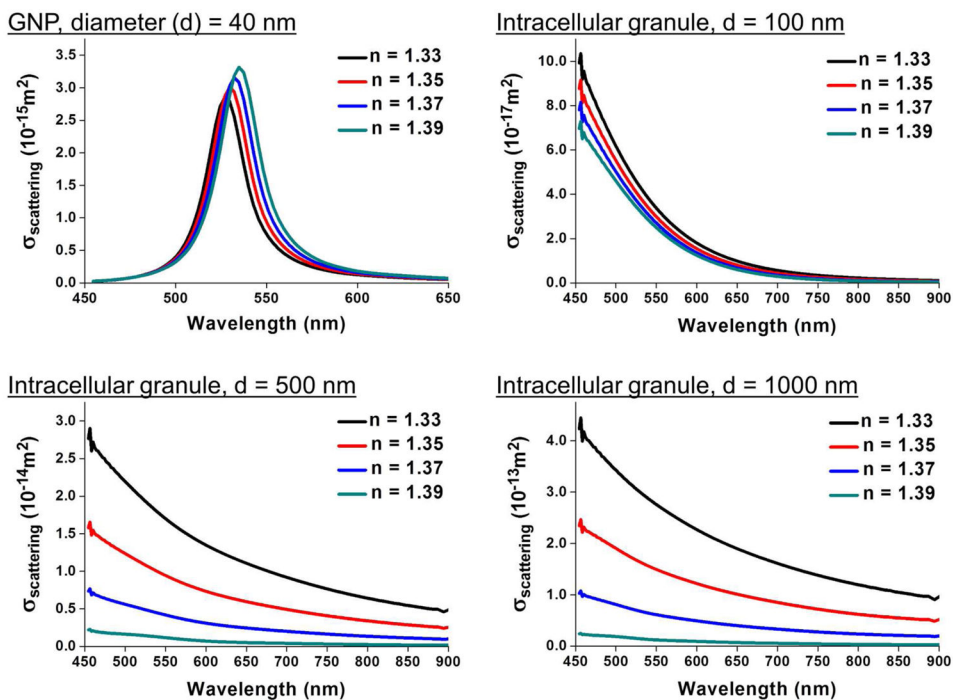 GNP, diameter (d) = 40 nm
n = 1.33
n = 1.35
n = 1.37
n = 1.39
3.5
3.0
2.5
2.0
1.5
1.0
0.5
0.0
σscattering (10⁻¹⁵m²)
450 500 550 600 650
Wavelength (nm)
Intracellular granule, d = 100 nm
n = 1.33
n = 1.35
n = 1.37
n = 1.39
10.0
8.0
6.0
4.0
2.0
0.0
σscattering (10⁻¹⁷m²)
450 500 550 600 650 700 750 800 850 900
Wavelength (nm)
Intracellular granule, d = 500 nm
n = 1.33
n = 1.35
n = 1.37
n = 1.39
3.0
2.5
2.0
1.5
1.0
0.5
0.0
σscattering (10⁻¹⁴m²)
450 500 550 600 650 700 750 800 850 900
Wavelength (nm)
Intracellular granule, d = 1000 nm
n = 1.33
n = 1.35
n = 1.37
n = 1.39
4.0
3.0
2.0
1.0
0.0
σscattering (10⁻¹³m²)
450 500 550 600 650 700 750 800 850 900
Wavelength (nm)